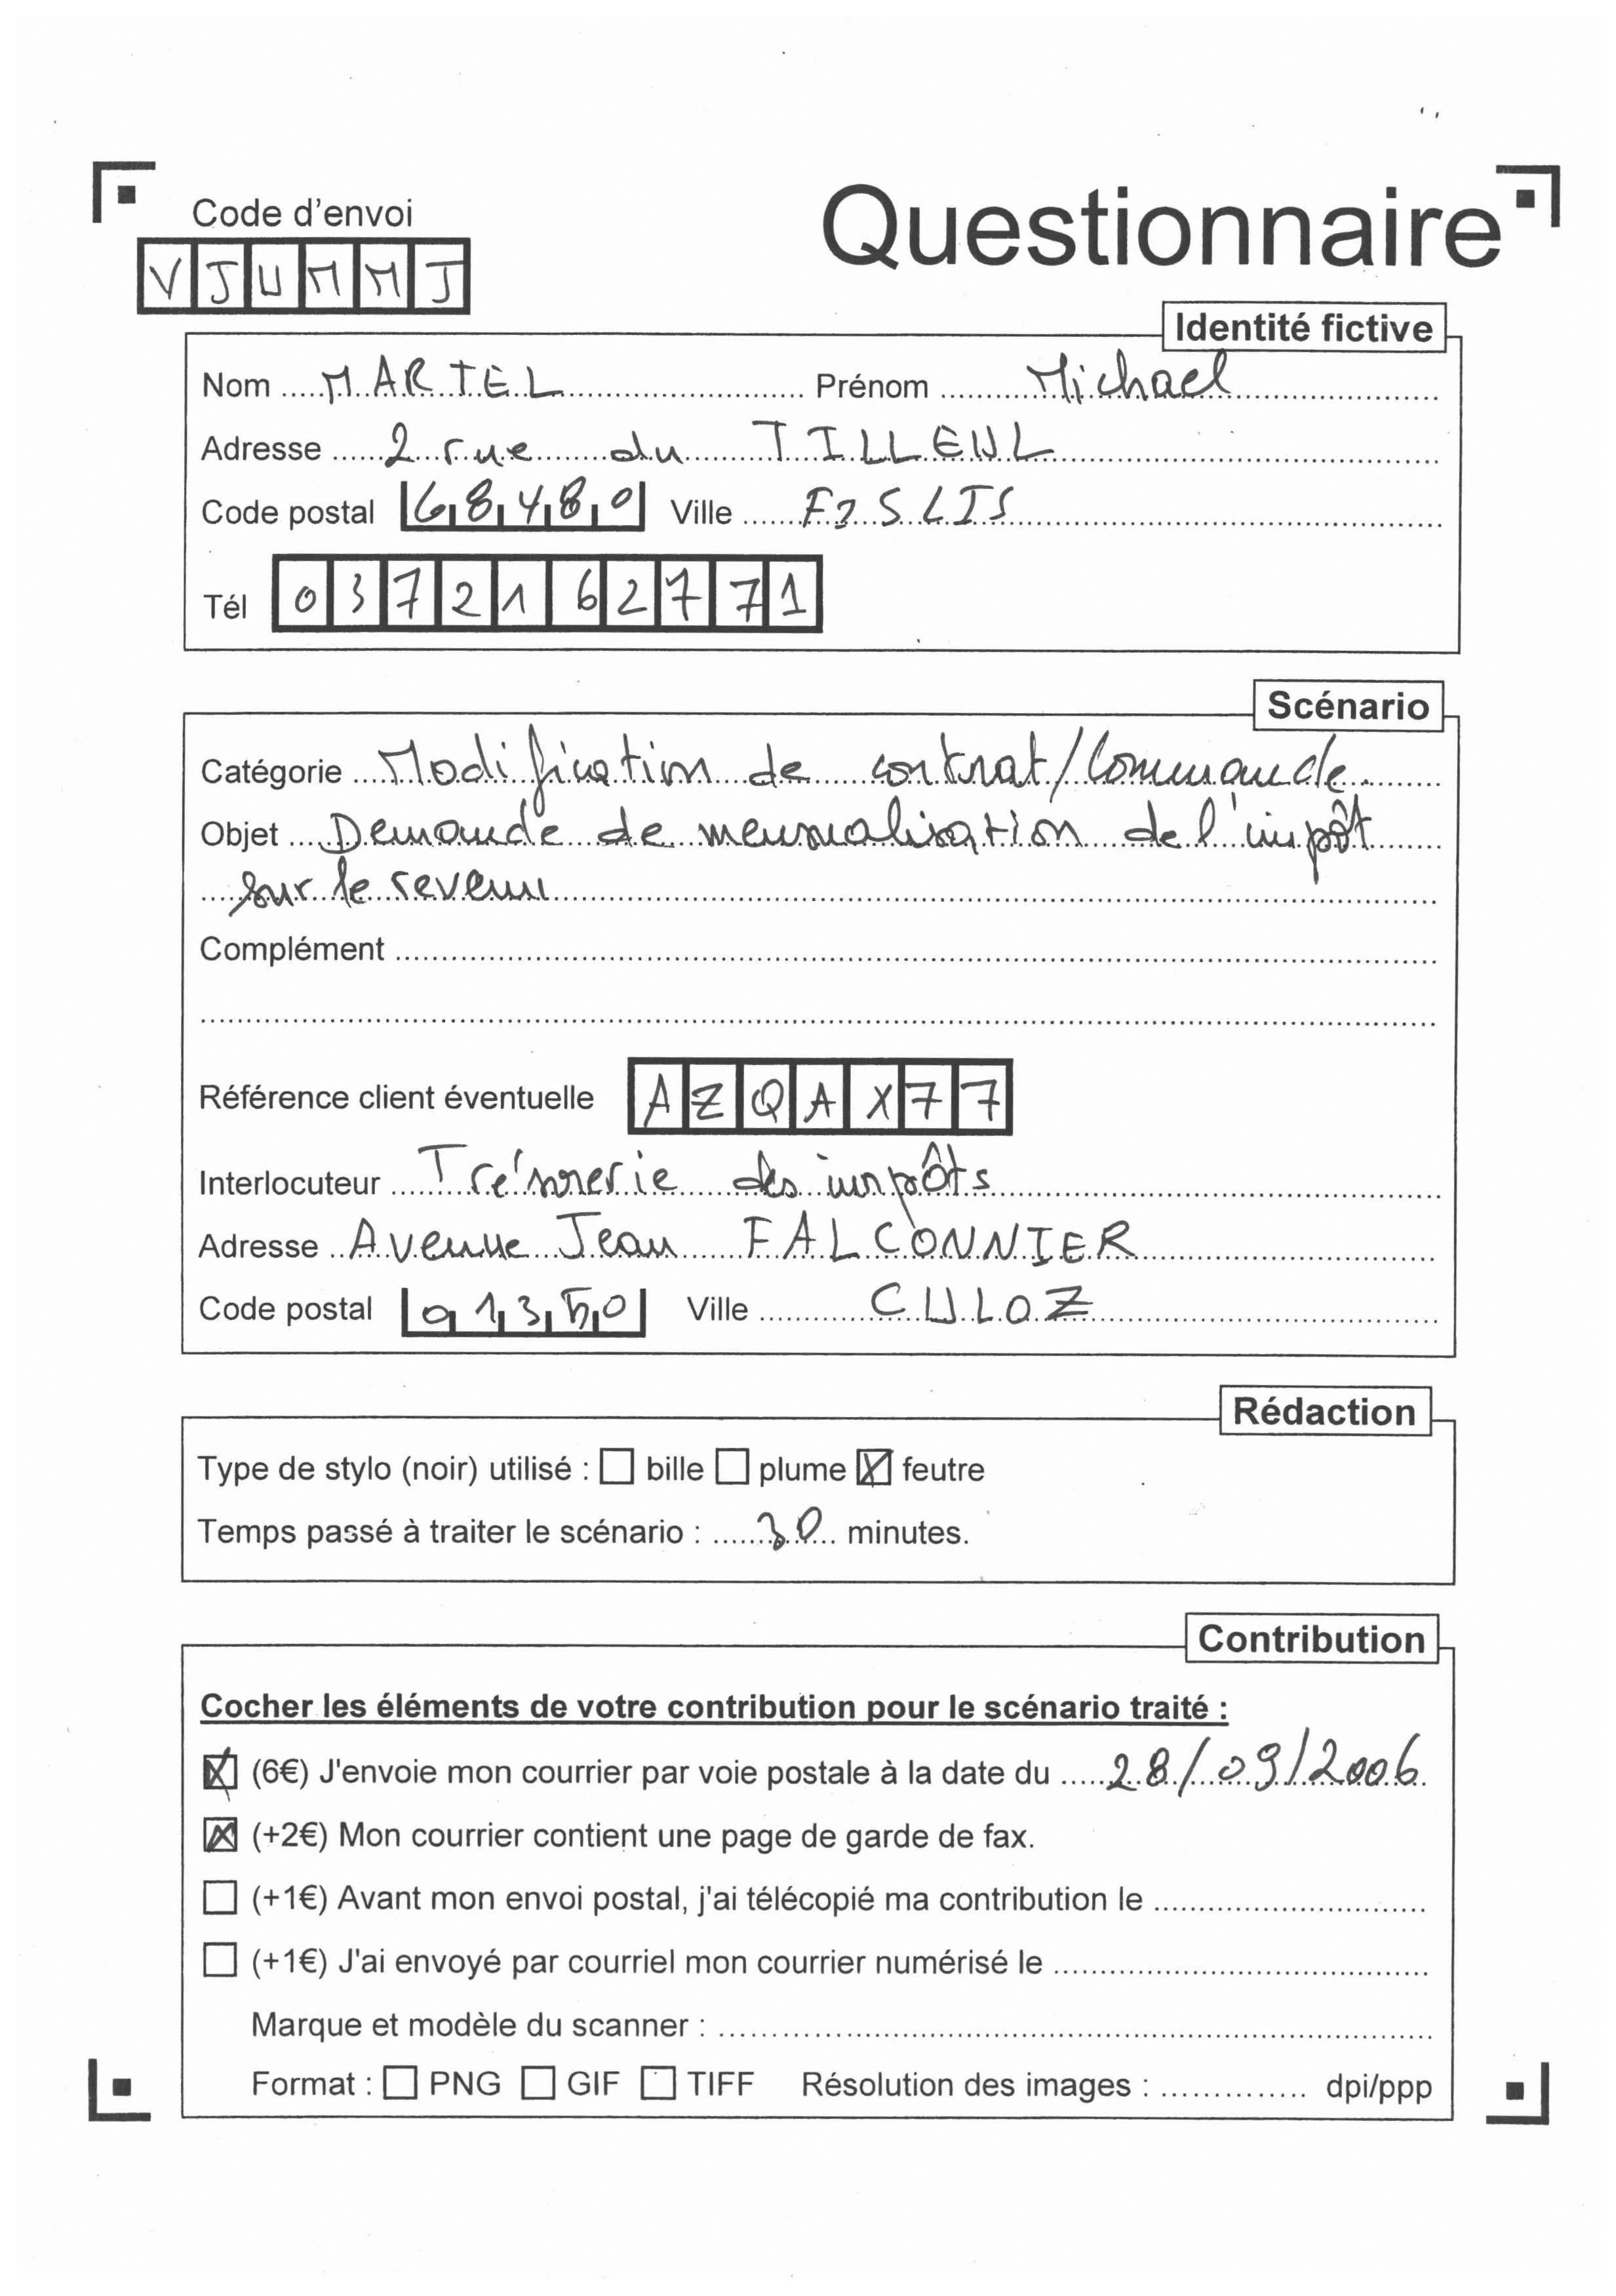 Code d'envoi
Questionnaire
VJUMMJ
Identité fictive
Nom MARTEL Prénom Michael
Adresse 2 rue du TILLEUL
Code postal 68480 Ville FISLIS
Tél 0372162771
Scénario
Catégorie Modification de contrat/Commande
Objet Demande de mensualisation de l'impôt
sur le revenu
Complément
Référence client éventuelle AZQAX77
Interlocuteur Trésorerie des impôts
Adresse Avenue Jean FALCONNIER
Code postal 01350 Ville CULOZ
Rédaction
Type de stylo (noir) utilisé : bille plume feutre
Temps passé à traiter le scénario : 30 minutes.
Contribution
Cocher les éléments de votre contribution pour le scénario traité :
(6€) J'envoie mon courrier par voie postale à la date du 28/09/2006
(+2€) Mon courrier contient une page de garde de fax.
(+1€) Avant mon envoi postal, j'ai télécopié ma contribution le
(+1€) J'ai envoyé par courriel mon courrier numérisé le
Marque et modèle du scanner :
Format : PNG GIF TIFF Résolution des images : dpi/ppp